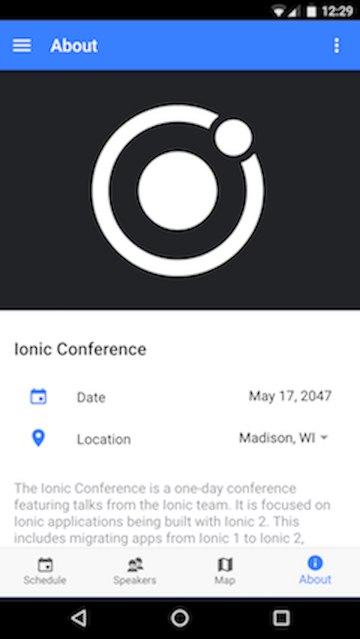 12:29
About
Ionic Conference
Date May 17, 2047
Location Madison, WI
The Ionic Conference is a one-day conference
featuring talks from the Ionic team. It is focused on
Ionic applications being built with Ionic 2. This
includes migrating apps from Ionic 1 to Ionic 2,
Schedule Speakers Map About